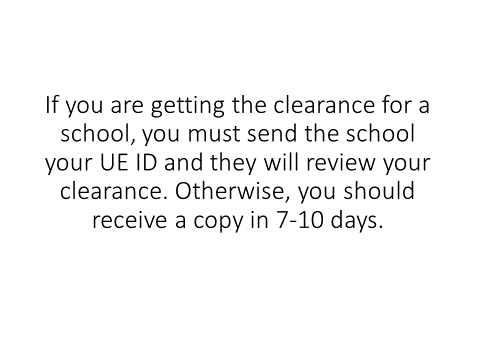 If you are getting the clearance for a
school, you must send the school
your UE ID and they will review your
clearance. Otherwise, you should
receive a copy in 7-10 days.